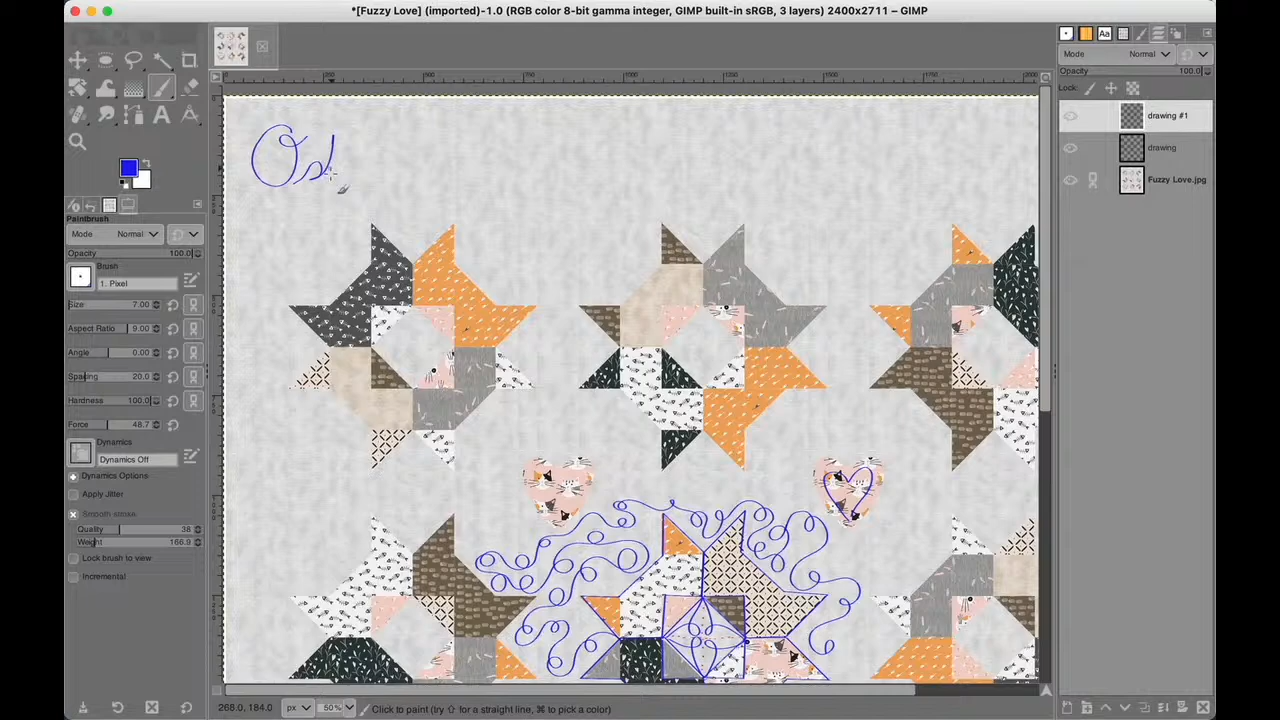 *[Fuzzy Love] (imported)-1.0 (RGB color 8-bit gamma integer, GIMP built-in sRGB, 3 layers) 2400x2711 – GIMP
Mode Normal
Opacity 100.0
Lock:
drawing #1
drawing
Fuzzy Love.jpg
Paintbrush
Mode Normal
Opacity 100.0
Brush
1. Pixel
Size 7.00
Aspect Ratio 9.00
Angle 0.00
Spacing 20.0
Hardness 100.0
Force 48.7
Dynamics
Dynamics Off
Dynamics Options
Apply Jitter
Smooth stroke
Quality 38
Weight 166.9
Lock brush to view
Incremental
268.0, 184.0 px 50% Click to paint (try ⇧ for a straight line, ⌘ to pick a color)